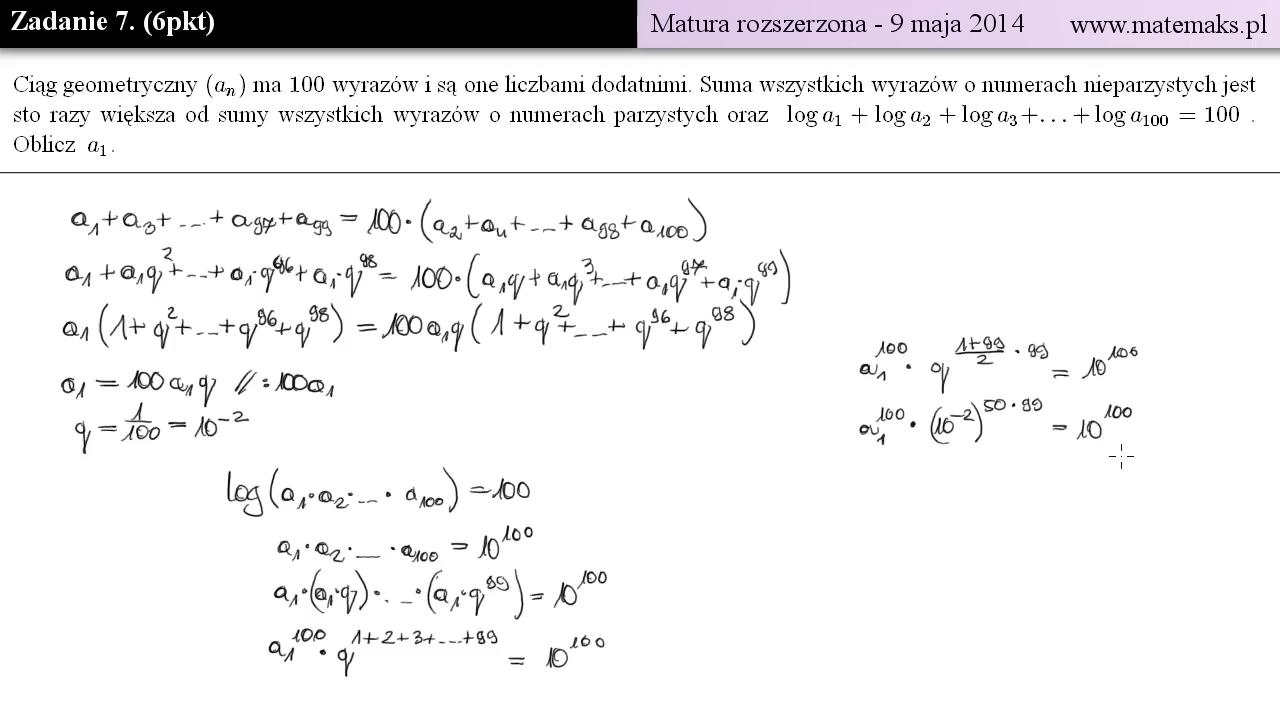 Zadanie 7. (6pkt)
Matura rozszerzona - 9 maja 2014 www.matemaks.pl
Ciąg geometryczny (aₙ) ma 100 wyrazów i są one liczbami dodatnimi. Suma wszystkich wyrazów o numerach nieparzystych jest
sto razy większa od sumy wszystkich wyrazów o numerach parzystych oraz log a₁ + log a₂ + log a₃ + ... + log a₁₀₀ = 100 .
Oblicz a₁ .
a₁ + a₃ + ... + a₉₇ + a₉₉ = 100 · (a₂ + a₄ + ... + a₉₈ + a₁₀₀)
a₁ + a₁q² + ... + a₁·q⁹⁶ + a₁·q⁹⁸ = 100 · (a₁q + a₁q³ + ... + a₁q⁹⁷ + a₁·q⁹⁹)
a₁(1 + q² + ... + q⁹⁶ + q⁹⁸) = 100a₁q(1 + q² + ... + q⁹⁶ + q⁹⁸)
a₁ = 100a₁q // : 100a₁
q = 1/100 = 10⁻²
log(a₁·a₂·...·a₁₀₀) = 100
a₁·a₂·...·a₁₀₀ = 10¹⁰⁰
a₁·(a₁·q)·...·(a₁·q⁹⁹) = 10¹⁰⁰
a₁¹⁰⁰ · q^(1+2+3+...+99) = 10¹⁰⁰
a₁¹⁰⁰ · q^((1+99)/2 · 99) = 10¹⁰⁰
a₁¹⁰⁰ · (10⁻²)^(50·99) = 10¹⁰⁰